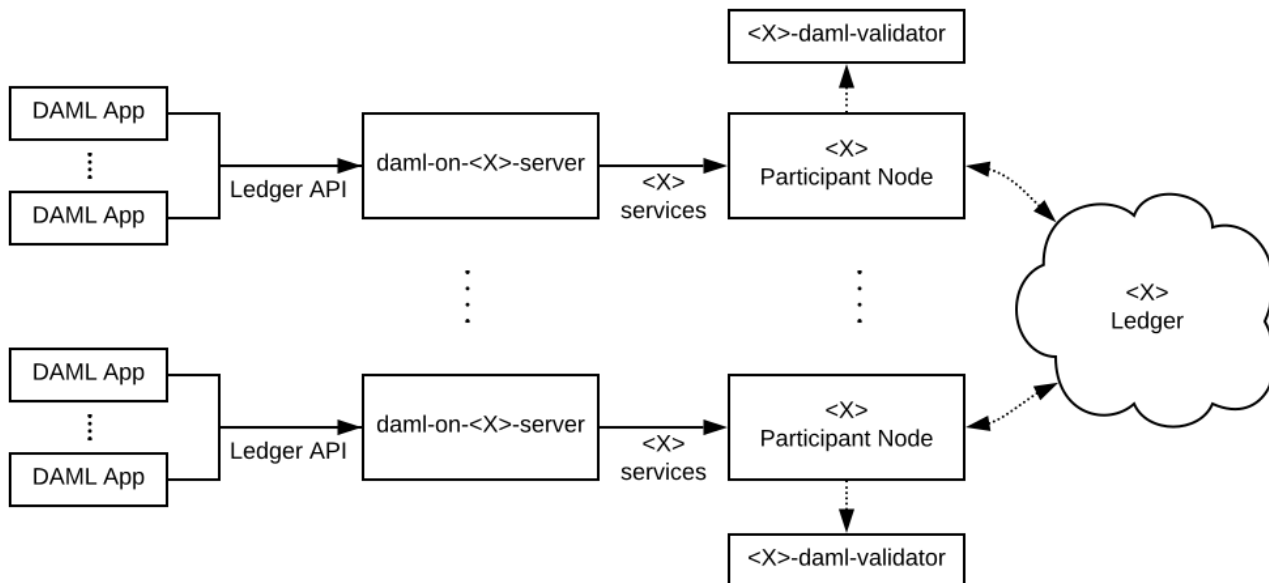 <X>-daml-validator
DAML App
DAML App
Ledger API
daml-on-<X>-server
<X>
services
<X>
Participant Node
<X>
Ledger
DAML App
DAML App
Ledger API
daml-on-<X>-server
<X>
services
<X>
Participant Node
<X>-daml-validator